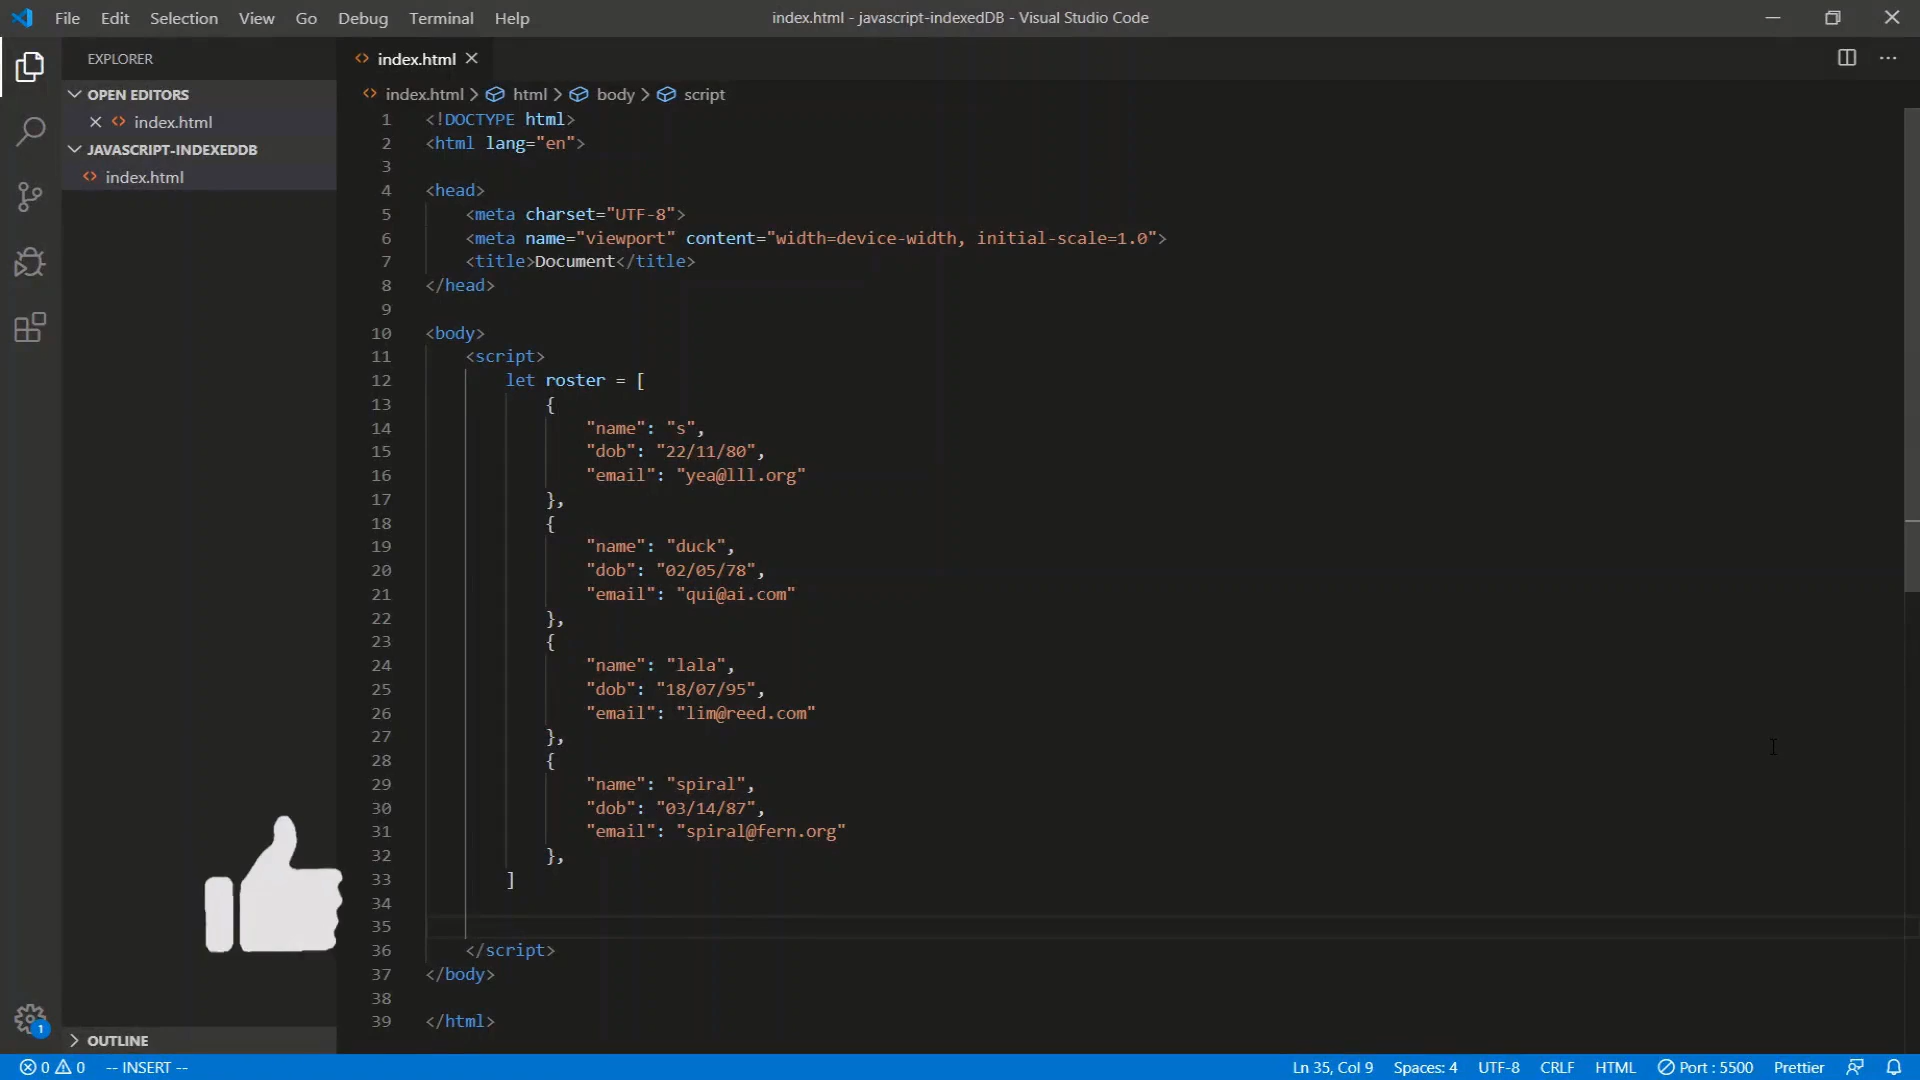 File Edit Selection View Go Debug Terminal Help
index.html - javascript-indexedDB - Visual Studio Code
EXPLORER
OPEN EDITORS
index.html
JAVASCRIPT-INDEXEDDB
index.html
OUTLINE
index.html
index.html > html > body > script
1 <!DOCTYPE html>
2 <html lang="en">
3
4 <head>
5 <meta charset="UTF-8">
6 <meta name="viewport" content="width=device-width, initial-scale=1.0">
7 <title>Document</title>
8 </head>
9
10 <body>
11 <script>
12 let roster = [
13 {
14 "name": "s",
15 "dob": "22/11/80",
16 "email": "yea@lll.org"
17 },
18 {
19 "name": "duck",
20 "dob": "02/05/78",
21 "email": "qui@ai.com"
22 },
23 {
24 "name": "lala",
25 "dob": "18/07/95",
26 "email": "lim@reed.com"
27 },
28 {
29 "name": "spiral",
30 "dob": "03/14/87",
31 "email": "spiral@fern.org"
32 },
33 ]
34
35
36 </script>
37 </body>
38
39 </html>
1
0 0 -- INSERT --
Ln 35, Col 9 Spaces: 4 UTF-8 CRLF HTML Port : 5500 Prettier